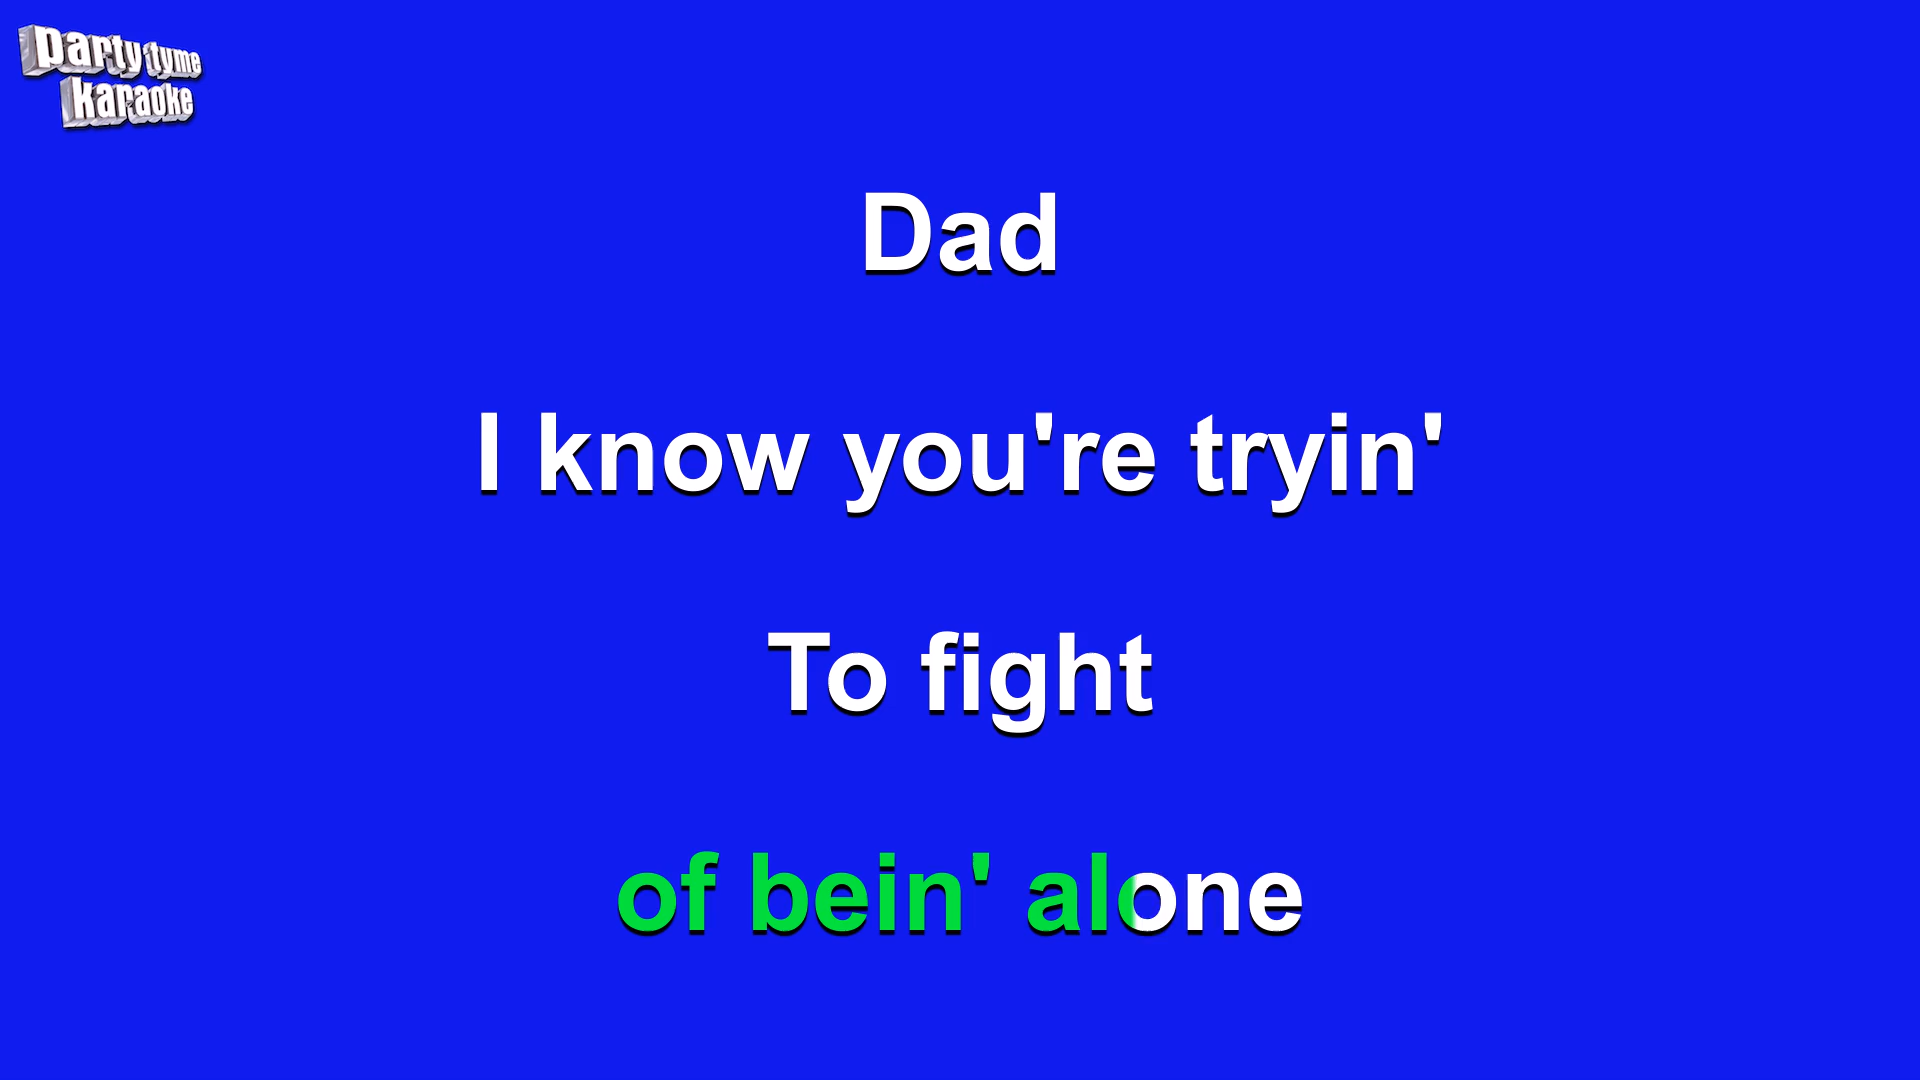 party tyme
karaoke
Dad
I know you're tryin'
To fight
of bein' alone